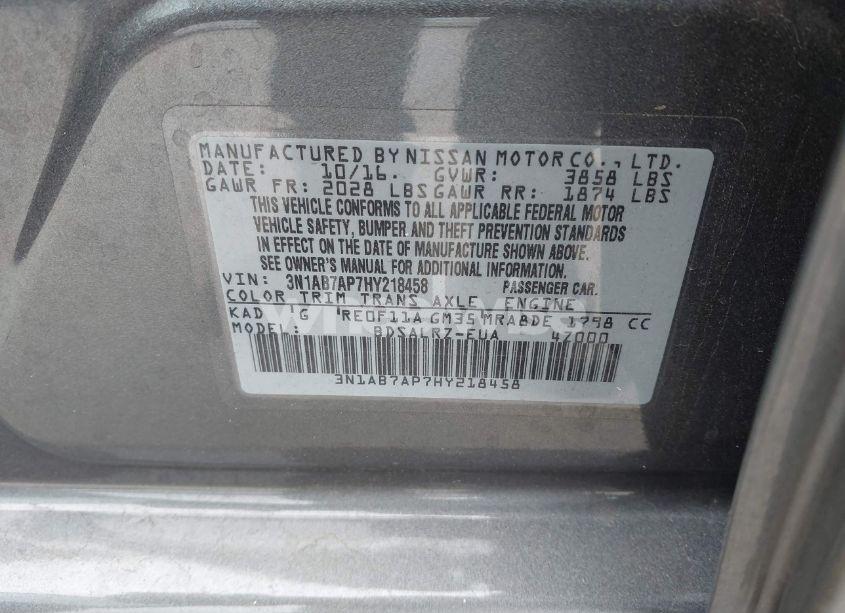 MANUFACTURED BY NISSAN MOTOR CO., LTD.
DATE: 10/16. GVWR: 3858 LBS
GAWR FR: 2028 LBS GAWR RR: 1874 LBS
THIS VEHICLE CONFORMS TO ALL APPLICABLE FEDERAL MOTOR
VEHICLE SAFETY, BUMPER AND THEFT PREVENTION STANDARDS
IN EFFECT ON THE DATE OF MANUFACTURE SHOWN ABOVE.
SEE OWNER'S MANUAL FOR ADDITIONAL INFORMATION.
VIN: 3N1AB7AP7HY218458 PASSENGER CAR.
COLOR TRIM TRANS AXLE ENGINE
KAD 'G 'RE0F11A GM35'MRA8DE 1798 CC
MODEL: BDSALRZ-EUA 47000
3N1AB7AP7HY218458